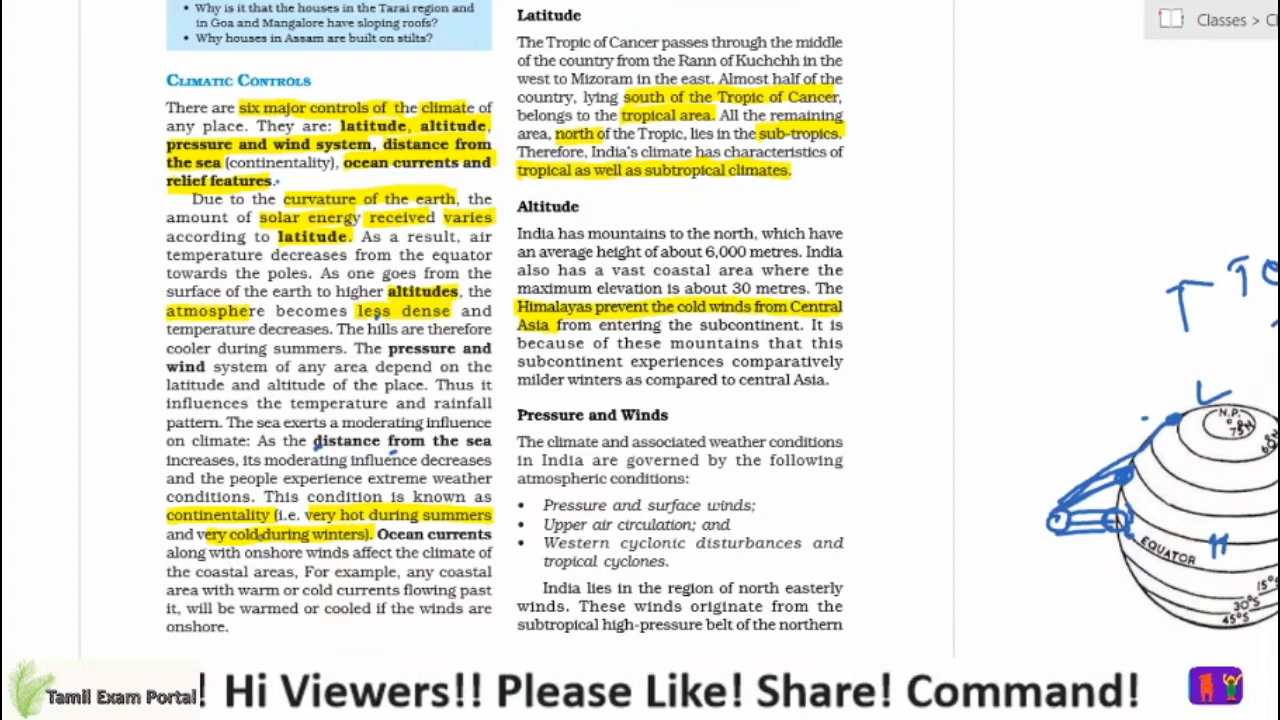 • Why is it that the houses in the Tarai region and
in Goa and Mangalore have sloping roofs?
• Why houses in Assam are built on stilts?
CLIMATIC CONTROLS
There are six major controls of the climate of
any place. They are: latitude, altitude,
pressure and wind system, distance from
the sea (continentality), ocean currents and
relief features.
Due to the curvature of the earth, the
amount of solar energy received varies
according to latitude. As a result, air
temperature decreases from the equator
towards the poles. As one goes from the
surface of the earth to higher altitudes, the
atmosphere becomes less dense and
temperature decreases. The hills are therefore
cooler during summers. The pressure and
wind system of any area depend on the
latitude and altitude of the place. Thus it
influences the temperature and rainfall
pattern. The sea exerts a moderating influence
on climate: As the distance from the sea
increases, its moderating influence decreases
and the people experience extreme weather
conditions. This condition is known as
continentality (i.e. very hot during summers
and very cold during winters). Ocean currents
along with onshore winds affect the climate of
the coastal areas, For example, any coastal
area with warm or cold currents flowing past
it, will be warmed or cooled if the winds are
onshore.
Latitude
The Tropic of Cancer passes through the middle
of the country from the Rann of Kuchchh in the
west to Mizoram in the east. Almost half of the
country, lying south of the Tropic of Cancer,
belongs to the tropical area. All the remaining
area, north of the Tropic, lies in the sub-tropics.
Therefore, India's climate has characteristics of
tropical as well as subtropical climates.
Altitude
India has mountains to the north, which have
an average height of about 6,000 metres. India
also has a vast coastal area where the
maximum elevation is about 30 metres. The
Himalayas prevent the cold winds from Central
Asia from entering the subcontinent. It is
because of these mountains that this
subcontinent experiences comparatively
milder winters as compared to central Asia.
Pressure and Winds
The climate and associated weather conditions
in India are governed by the following
atmospheric conditions:
• Pressure and surface winds;
• Upper air circulation; and
• Western cyclonic disturbances and
tropical cyclones.
India lies in the region of north easterly
winds. These winds originate from the
subtropical high-pressure belt of the northern
Classes > C
N.P.
75°N
EQUATOR
H
15°S
30°S
45°S
Tamil Exam Portal
! Hi Viewers!! Please Like! Share! Command!